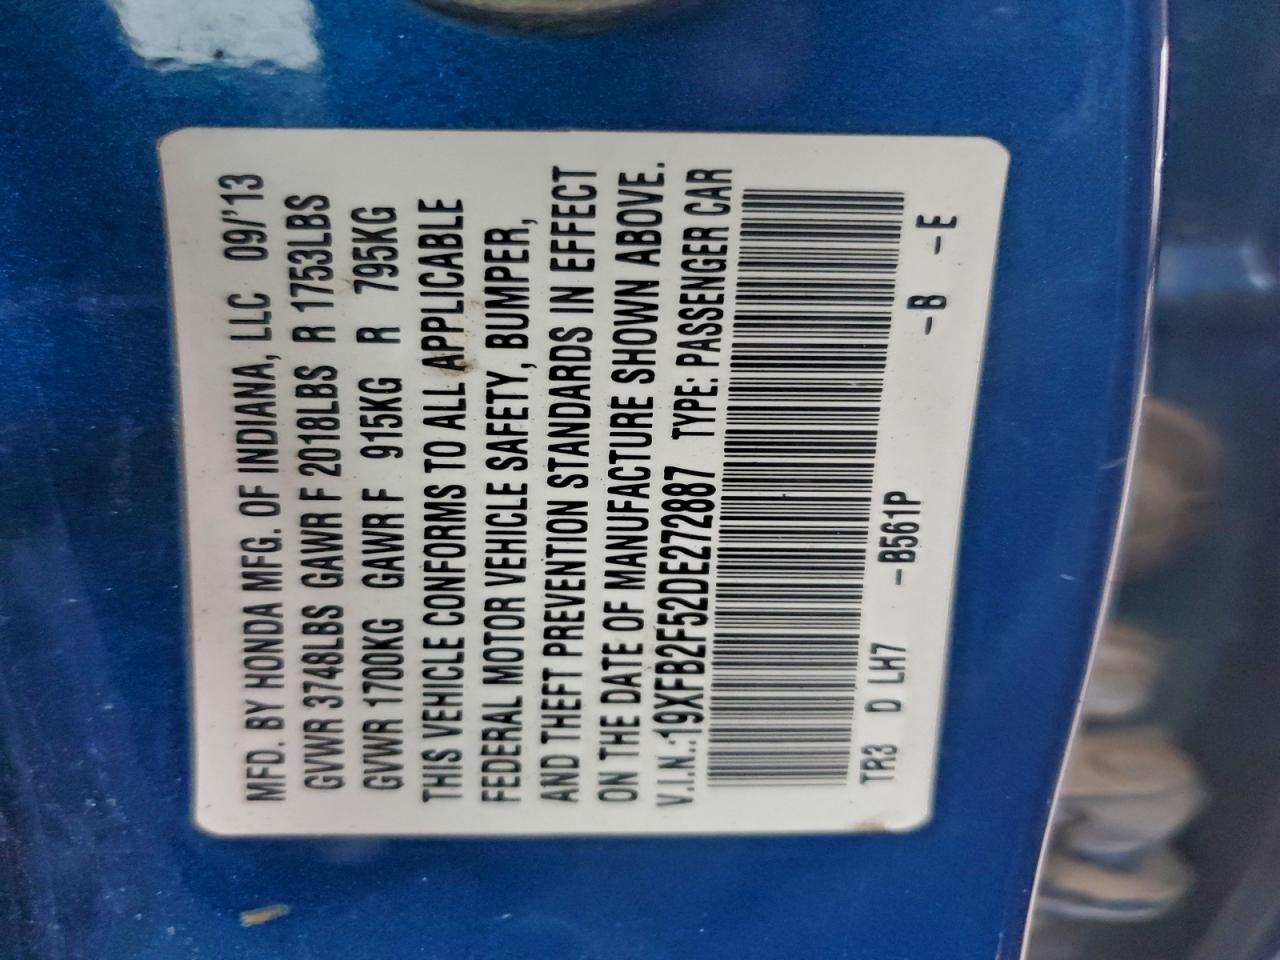 MFD. BY HONDA MFG. OF INDIANA, LLC 09/'13
GVWR 3748LBS GAWR F 2018LBS R 1753LBS
GVWR 1700KG GAWR F 915KG R 795KG
THIS VEHICLE CONFORMS TO ALL APPLICABLE
FEDERAL MOTOR VEHICLE SAFETY, BUMPER,
AND THEFT PREVENTION STANDARDS IN EFFECT
ON THE DATE OF MANUFACTURE SHOWN ABOVE.
V.I.N.:19XFB2F52DE272887 TYPE: PASSENGER CAR
TR3 D LH7 -B561P -B -E